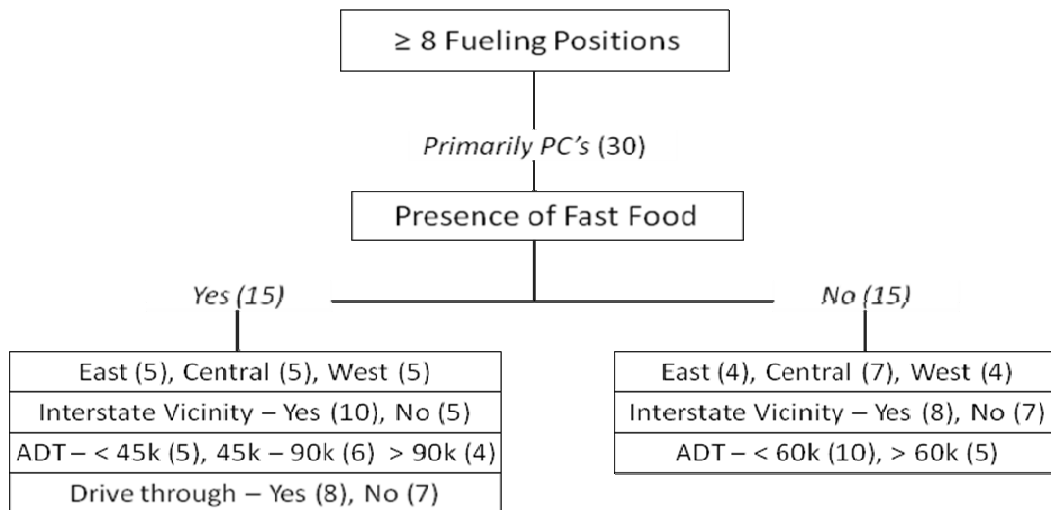 ≥ 8 Fueling Positions
Primarily PC's (30)
Presence of Fast Food
Yes (15)
No (15)
East (5), Central (5), West (5)
Interstate Vicinity – Yes (10), No (5)
ADT – < 45k (5), 45k – 90k (6) > 90k (4)
Drive through – Yes (8), No (7)
East (4), Central (7), West (4)
Interstate Vicinity – Yes (8), No (7)
ADT – < 60k (10), > 60k (5)